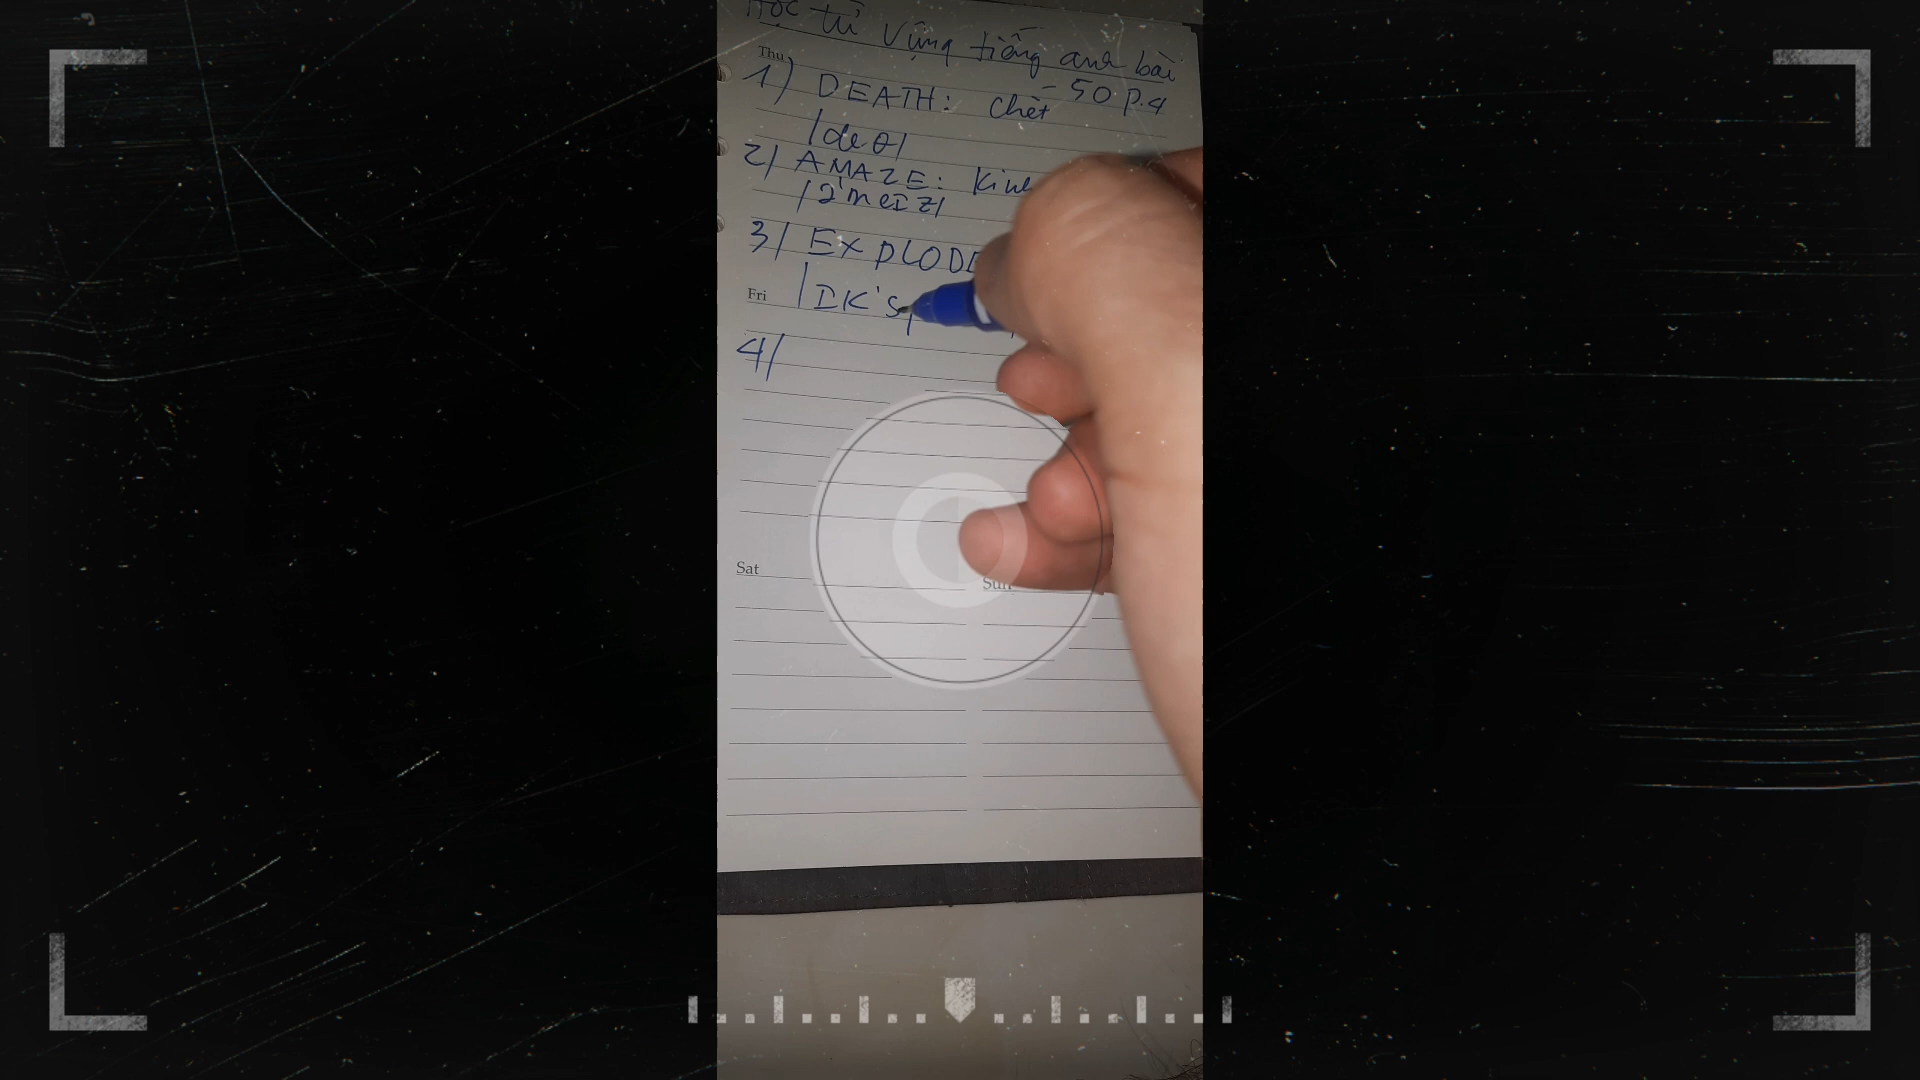 Học từ vựng tiếng anh bài
- 50 P.4
Thu
1) DEATH: Chết
/deθ/
2/ AMAZE: Kinh
/ə'meɪz/
3/ EXPLODE
Fri
/ɪK'sp
4/
Sat
Sun